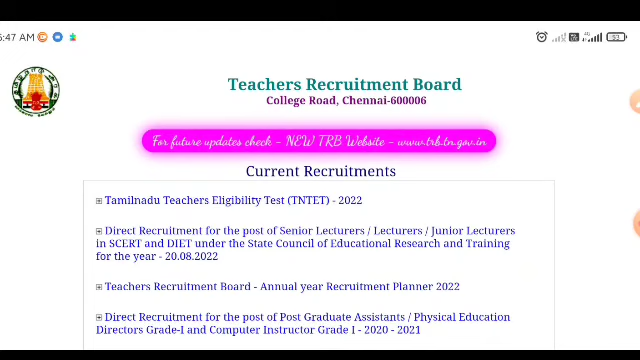 5:47 AM
4G
53
Teachers Recruitment Board
College Road, Chennai-600006
For future updates check – NEW TRB Website – www.trb.tn.gov.in
Current Recruitments
Tamilnadu Teachers Eligibility Test (TNTET) - 2022
Direct Recruitment for the post of Senior Lecturers / Lecturers / Junior Lecturers
in SCERT and DIET under the State Council of Educational Research and Training
for the year - 20.08.2022
Teachers Recruitment Board - Annual year Recruitment Planner 2022
Direct Recruitment for the post of Post Graduate Assistants / Physical Education
Directors Grade-I and Computer Instructor Grade I - 2020 - 2021